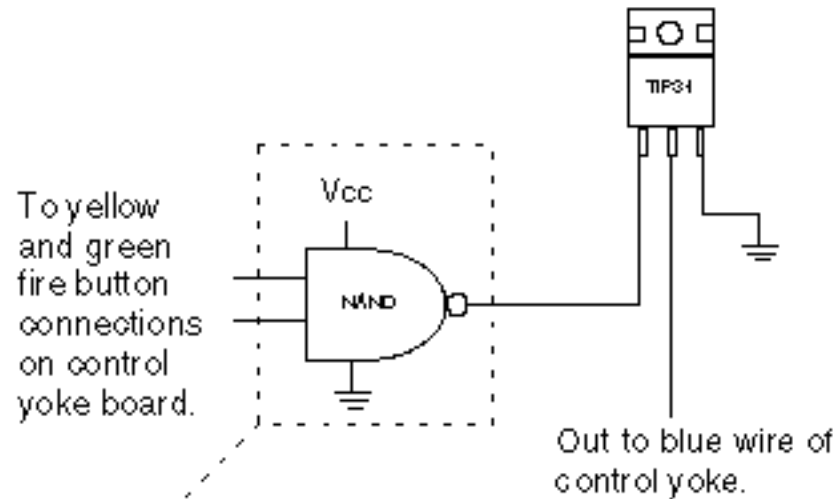 TIP31
Vcc
To yellow
and green
fire button
connections
on control
yoke board.
NAND
Out to blue wire of
control yoke.